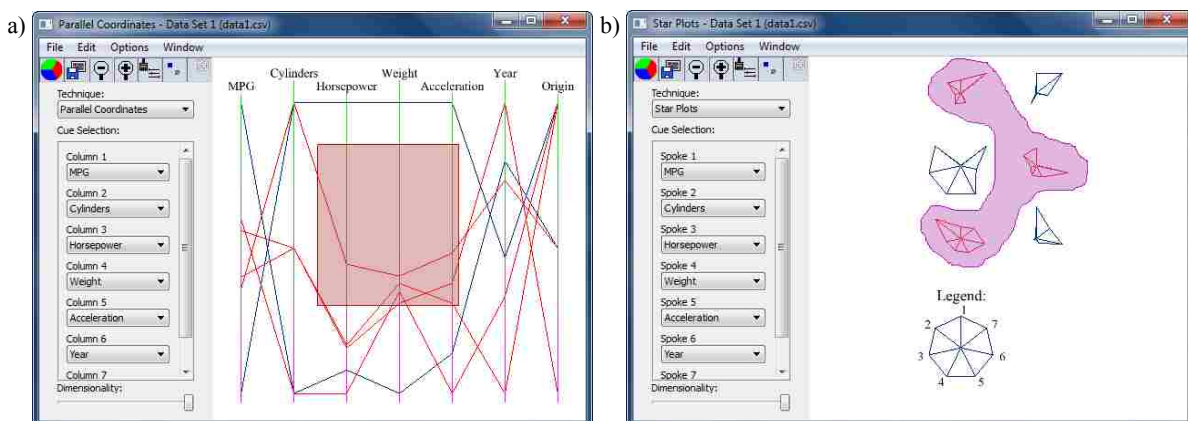 a)
Parallel Coordinates - Data Set 1 (data1.csv)
File Edit Options Window
Technique:
Parallel Coordinates
Cue Selection:
Column 1
MPG
Column 2
Cylinders
Column 3
Horsepower
Column 4
Weight
Column 5
Acceleration
Column 6
Year
Column 7
Dimensionality:
Cylinders Weight Year
MPG Horsepower Acceleration Origin
b)
Star Plots - Data Set 1 (data1.csv)
File Edit Options Window
Technique:
Star Plots
Cue Selection:
Spoke 1
MPG
Spoke 2
Cylinders
Spoke 3
Horsepower
Spoke 4
Weight
Spoke 5
Acceleration
Spoke 6
Year
Spoke 7
Dimensionality:
Legend:
1
2 7
3 6
4 5